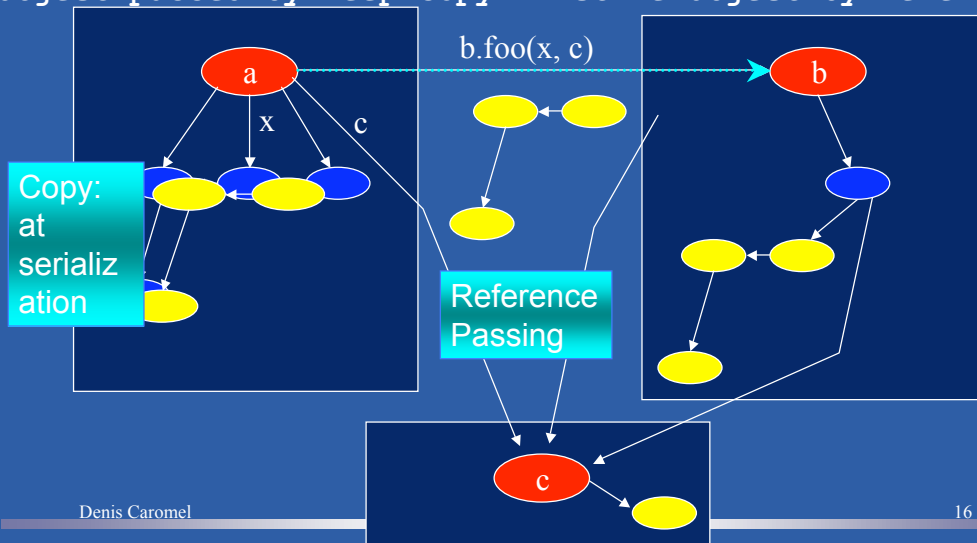 b.foo(x, c)
a
b
x
c
Copy:
at
serializ
ation
Reference
Passing
c
Denis Caromel
16